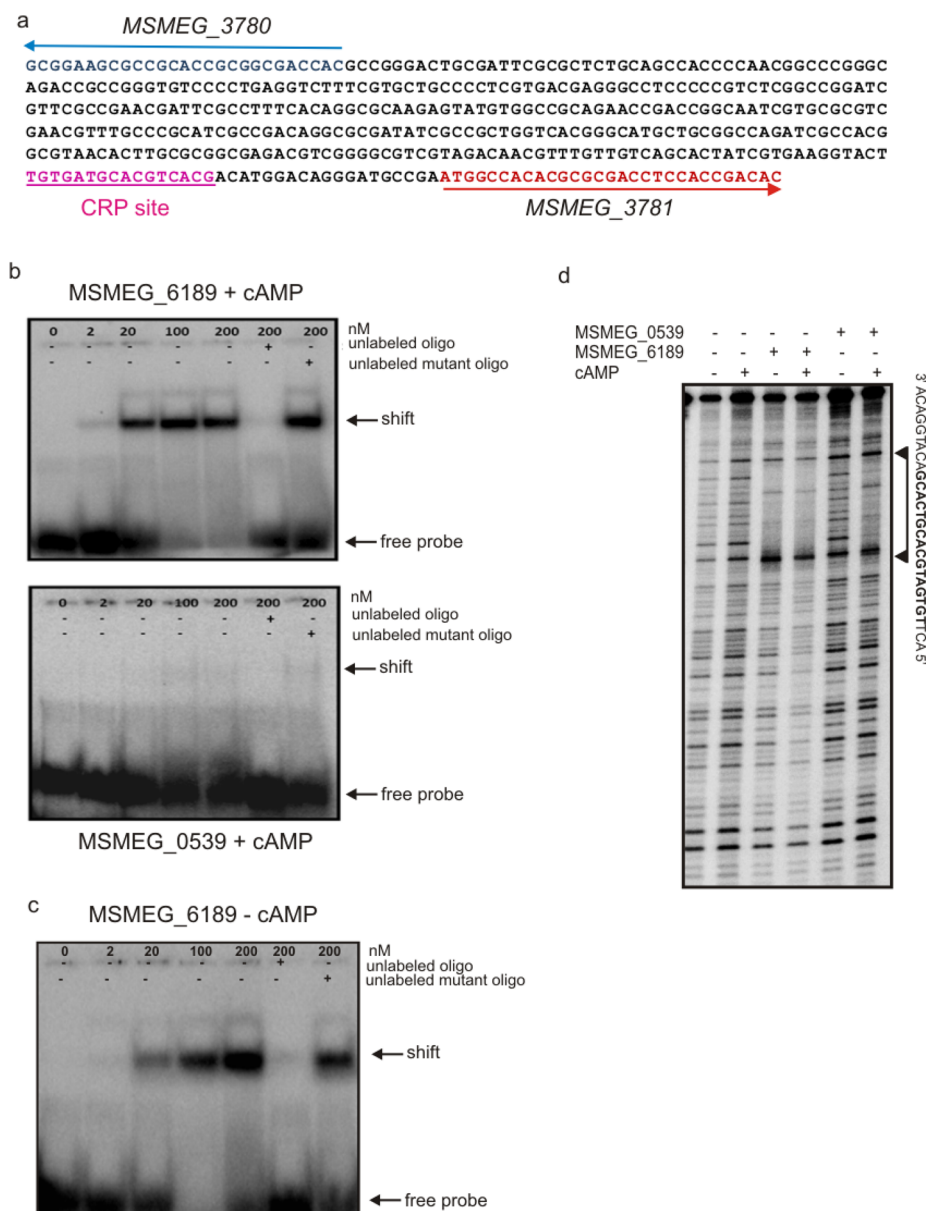 a
MSMEG_3780
GCGGAAGCGCCGCACCGCGGCGACCACGCCGGGACTGCGATTCGCGCTCTGCAGCCACCCCAACGGCCCGGGC
AGACCGCCGGGTGTCCCCTGAGGTCTTTCGTGCTGCCCCTCGTGACGAGGGCCTCCCCCGTCTCGGCCGGATC
GTTCGCCGAACGATTCGCCTTTCACAGGCGCAAGAGTATGTGGCCGCAGAACCGACCGGCAATCGTGCGCGTC
GAACGTTTGCCCGCATCGCCGACAGGCGCGATATCGCCGCTGGTCACGGGCATGCTGCGGCCAGATCGCCACG
GCGTAACACTTGCGCGGCGAGACGTCGGGGCGTCGTAGACAACGTTTGTTGTCAGCACTATCGTGAAGGTACT
TGTGATGCACGTCACGACATGGACAGGGATGCCGAATGGCCACACGCGCGACCTCCACCGACAC
CRP site
MSMEG_3781
b
MSMEG_6189 + cAMP
0 2 20 100 200 200 200 nM
- - - - - + - unlabeled oligo
- - - - - - + unlabeled mutant oligo
shift
free probe
0 2 20 100 200 200 200 nM
- - - - - + - unlabeled oligo
- - - - - - + unlabeled mutant oligo
shift
free probe
MSMEG_0539 + cAMP
c
MSMEG_6189 - cAMP
0 2 20 100 200 200 200 nM
- - - - - + - unlabeled oligo
- - - - - - + unlabeled mutant oligo
shift
free probe
d
MSMEG_0539 - - - - + +
MSMEG_6189 - - + + - -
cAMP - + - + - +
3' ACAGGTACAGCACTGCACGTAGTGTTCA 5'